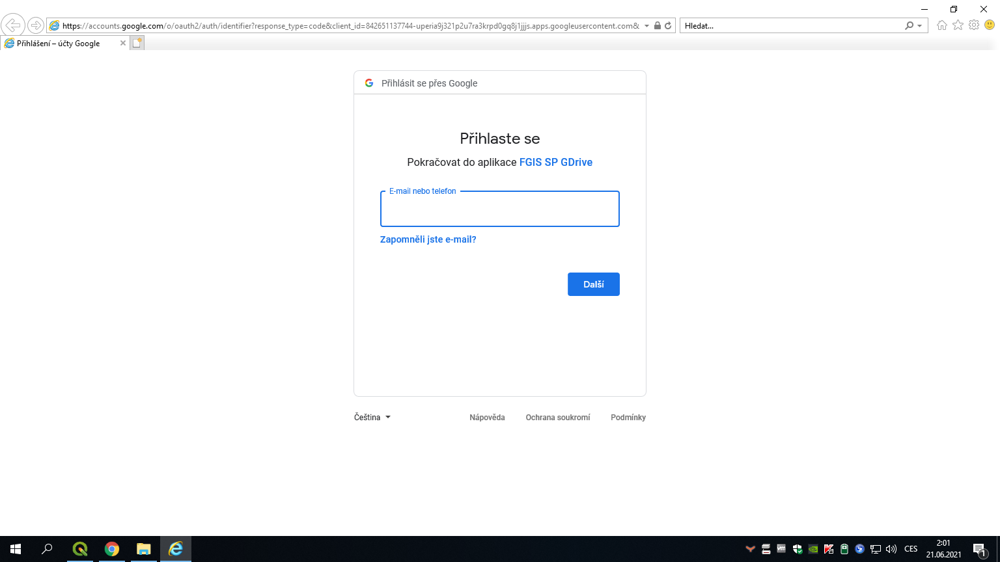 https://accounts.google.com/o/oauth2/auth/identifier?response_type=code&client_id=842651137744-uperia9j321p2u7ra3krpd0gq8j1jjjs.apps.googleusercontent.com&
Hledat...
Přihlášení – účty Google
Přihlásit se přes Google
Přihlaste se
Pokračovat do aplikace FGIS SP GDrive
E-mail nebo telefon
Zapomněli jste e-mail?
Další
Čeština
Nápověda
Ochrana soukromí
Podmínky
CES
2:01
21.06.2021
1